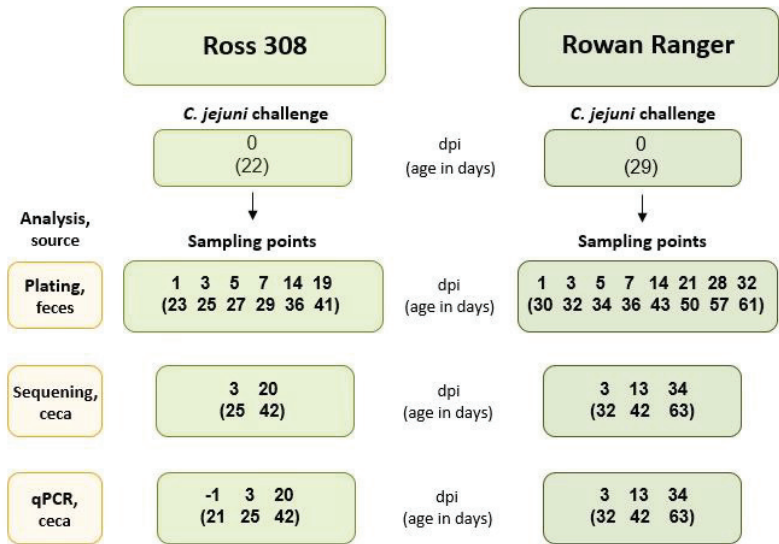 Ross 308
Rowan Ranger
C. jejuni challenge
C. jejuni challenge
0
(22)
dpi
(age in days)
0
(29)
Analysis,
source
Sampling points
Sampling points
Plating,
feces
1 3 5 7 14 19
(23 25 27 29 36 41)
dpi
(age in days)
1 3 5 7 14 21 28 32
(30 32 34 36 43 50 57 61)
Sequening,
ceca
3 20
(25 42)
dpi
(age in days)
3 13 34
(32 42 63)
qPCR,
ceca
-1 3 20
(21 25 42)
dpi
(age in days)
3 13 34
(32 42 63)